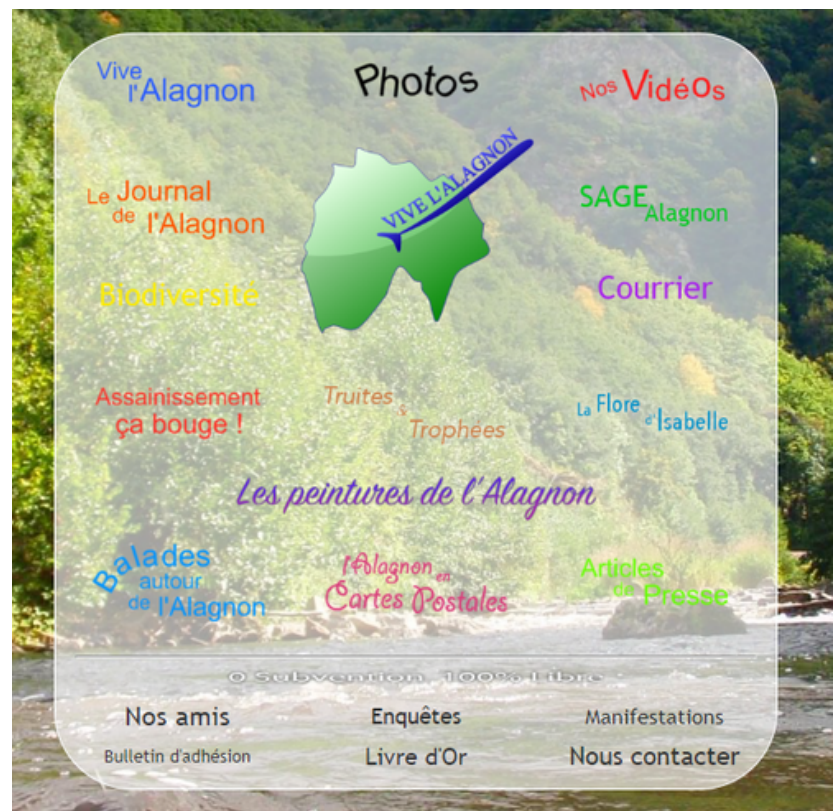 Vive
l'Alagnon
Photos
Nos Vidéos
VIVE L'ALAGNON
Le Journal
de l'Alagnon
SAGE
Alagnon
Biodiversité
Courrier
Assainissement
ça bouge !
Truites
&
Trophées
La Flore
d'Isabelle
Les peintures de l'Alagnon
Balades
autour
de l'Alagnon
l'Alagnon en
Cartes Postales
Articles
de Presse
0 Subvention, 100% Libre
Nos amis
Enquêtes
Manifestations
Bulletin d'adhésion
Livre d'Or
Nous contacter